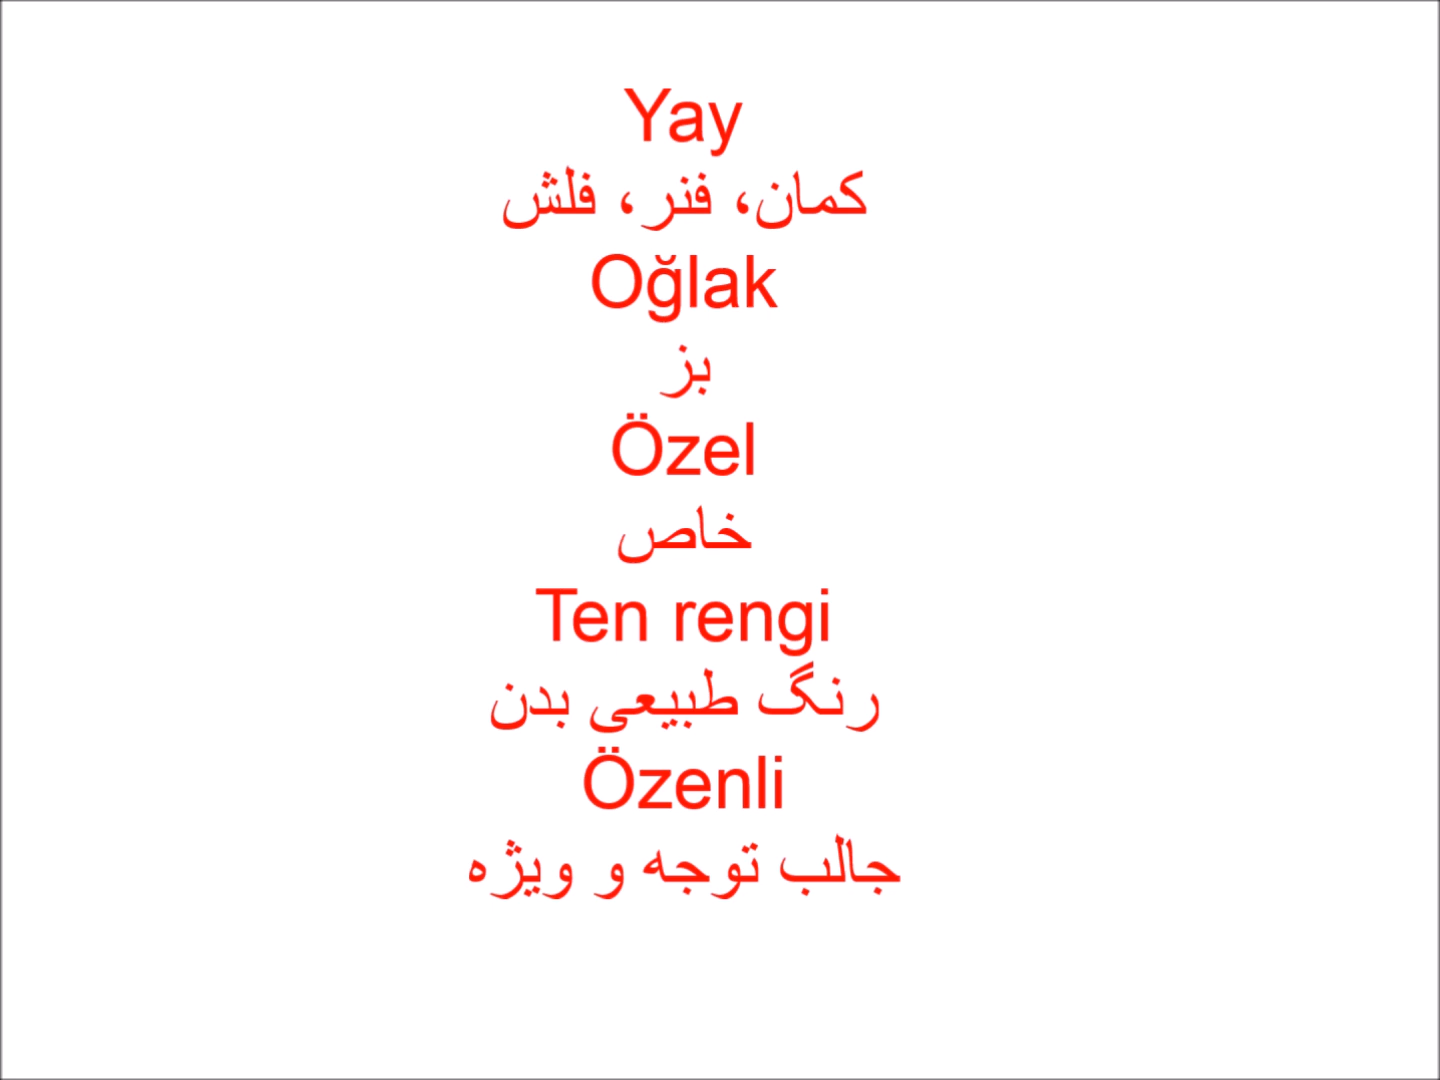 Yay
کمان، فنر، فلش
Oğlak
بز
Özel
خاص
Ten rengi
رنگ طبیعی بدن
Özenli
جالب توجه و ویژه